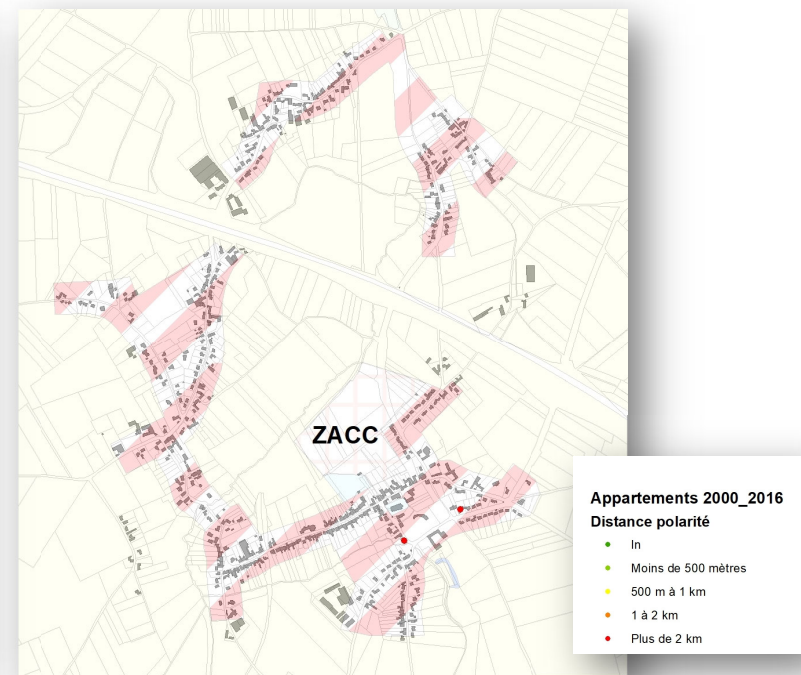 ZACC
Appartements 2000_2016
Distance polarité
In
Moins de 500 mètres
500 m à 1 km
1 à 2 km
Plus de 2 km